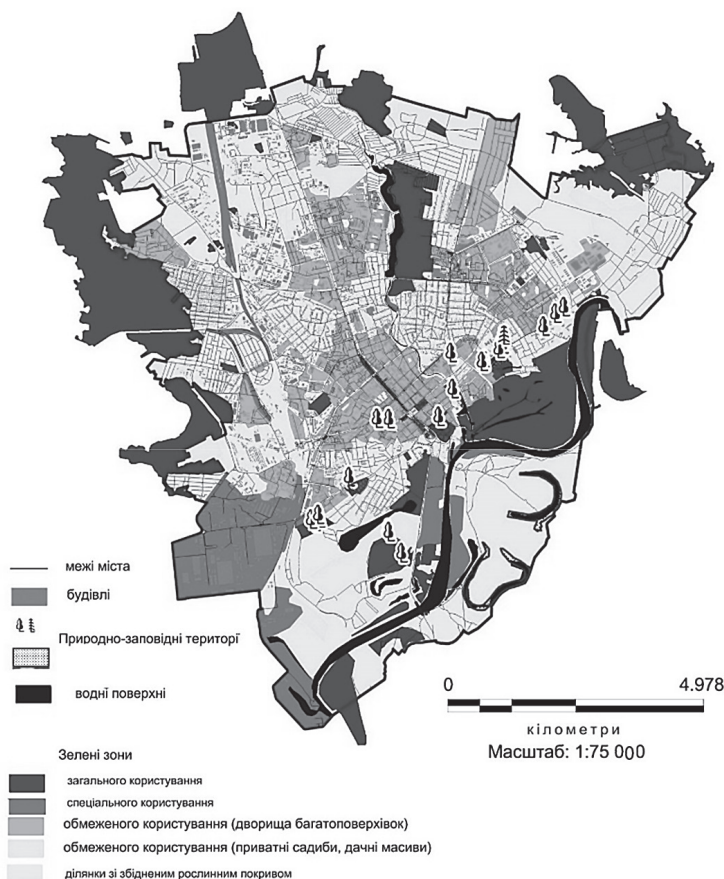 межі міста
будівлі
Природно-заповідні територї
водні поверхні
0 4.978
кілометри
Масштаб: 1:75 000
Зелені зони
загального користування
спеціального користування
обмеженого користування (дворища багатоповерхівок)
обмеженого користування (приватні садиби, дачні масиви)
ділянки зі збідненим рослинним покривом